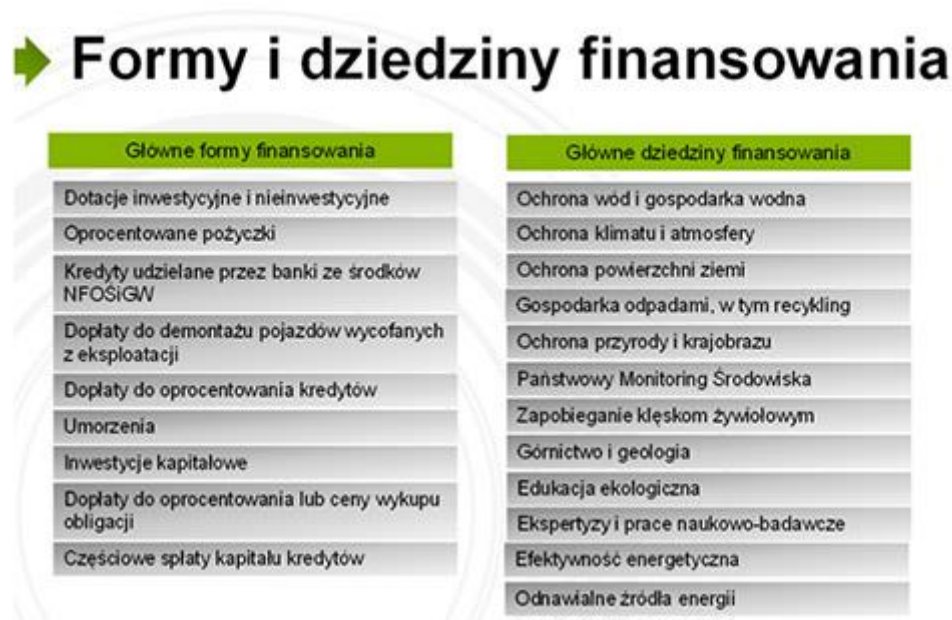 Formy i dziedziny finansowania
Główne formy finansowania
Dotacje inwestycyjne i nieinwestycyjne
Oprocentowane pożyczki
Kredyty udzielane przez banki ze środków
NFOŚiGW
Dopłaty do demontażu pojazdów wycofanych
z eksploatacji
Dopłaty do oprocentowania kredytów
Umorzenia
Inwestycje kapitałowe
Dopłaty do oprocentowania lub ceny wykupu
obligacji
Częściowe spłaty kapitału kredytów
Główne dziedziny finansowania
Ochrona wód i gospodarka wodna
Ochrona klimatu i atmosfery
Ochrona powierzchni ziemi
Gospodarka odpadami, w tym recykling
Ochrona przyrody i krajobrazu
Państwowy Monitoring Środowiska
Zapobieganie klęskom żywiołowym
Górnictwo i geologia
Edukacja ekologiczna
Ekspertyzy i prace naukowo-badawcze
Efektywność energetyczna
Odnawialne źródła energii